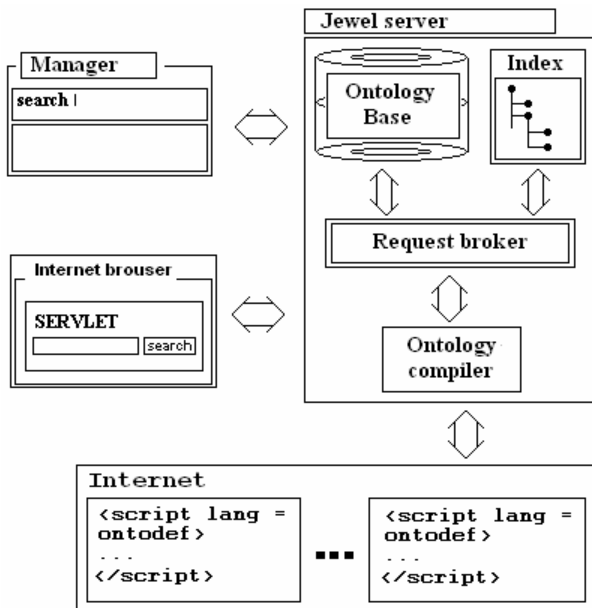 Jewel server
Manager
search |
Ontology
Base
Index
Request broker
Internet brouser
SERVLET
search
Ontology
compiler
Internet
<script lang =
ontodef>
...
</script>
...
<script lang =
ontodef>
...
</script>